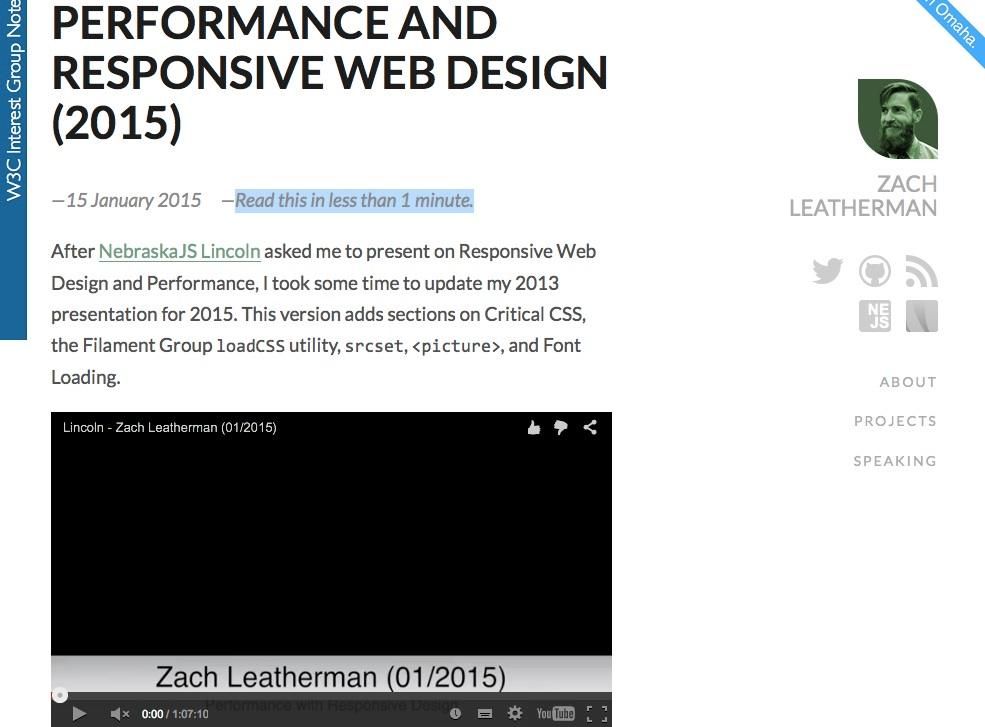 W3C Interest Group Note
n Omaha.
PERFORMANCE AND
RESPONSIVE WEB DESIGN
(2015)
—15 January 2015 —Read this in less than 1 minute.
After NebraskaJS Lincoln asked me to present on Responsive Web
Design and Performance, I took some time to update my 2013
presentation for 2015. This version adds sections on Critical CSS,
the Filament Group loadCSS utility, srcset, <picture>, and Font
Loading.
Lincoln - Zach Leatherman (01/2015)
Zach Leatherman (01/2015)
Performance with Responsive Design
0:00 / 1:07:10
YouTube
ZACH
LEATHERMAN
NE
JS
ABOUT
PROJECTS
SPEAKING